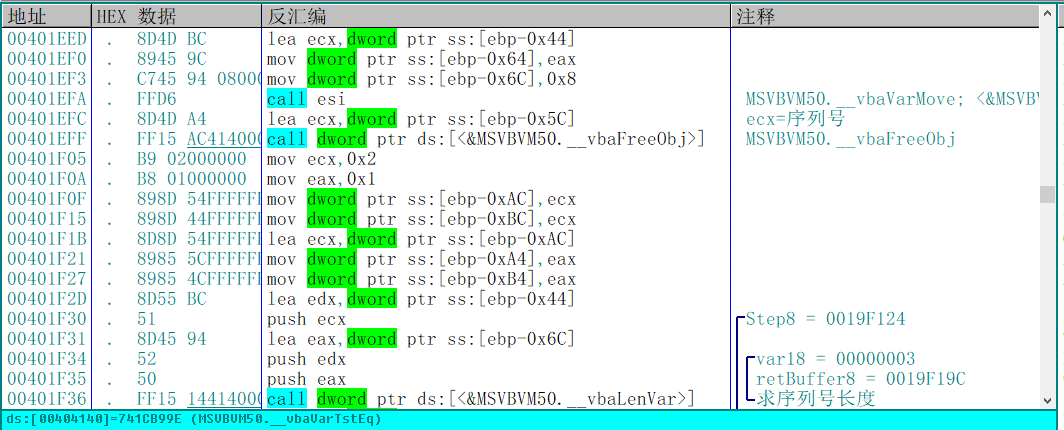 地址 HEX 数据 反汇编 注释
00401EED . 8D4D BC lea ecx,dword ptr ss:[ebp-0x44]
00401EF0 . 8945 9C mov dword ptr ss:[ebp-0x64],eax
00401EF3 . C745 94 08000 mov dword ptr ss:[ebp-0x6C],0x8
00401EFA . FFD6 call esi MSVBVM50.__vbaVarMove; <&MSVB
00401EFC . 8D4D A4 lea ecx,dword ptr ss:[ebp-0x5C] ecx=序列号
00401EFF . FF15 AC414000 call dword ptr ds:[<&MSVBVM50.__vbaFreeObj>] MSVBVM50.__vbaFreeObj
00401F05 . B9 02000000 mov ecx,0x2
00401F0A . B8 01000000 mov eax,0x1
00401F0F . 898D 54FFFFFF mov dword ptr ss:[ebp-0xAC],ecx
00401F15 . 898D 44FFFFFF mov dword ptr ss:[ebp-0xBC],ecx
00401F1B . 8D8D 54FFFFFF lea ecx,dword ptr ss:[ebp-0xAC]
00401F21 . 8985 5CFFFFFF mov dword ptr ss:[ebp-0xA4],eax
00401F27 . 8985 4CFFFFFF mov dword ptr ss:[ebp-0xB4],eax
00401F2D . 8D55 BC lea edx,dword ptr ss:[ebp-0x44]
00401F30 . 51 push ecx Step8 = 0019F124
00401F31 . 8D45 94 lea eax,dword ptr ss:[ebp-0x6C]
00401F34 . 52 push edx var18 = 00000003
00401F35 . 50 push eax retBuffer8 = 0019F19C
00401F36 . FF15 14414000 call dword ptr ds:[<&MSVBVM50.__vbaLenVar>] 求序列号长度
ds:[00404140]=741CB99E (MSVBVM50.__vbaVarTstEq)